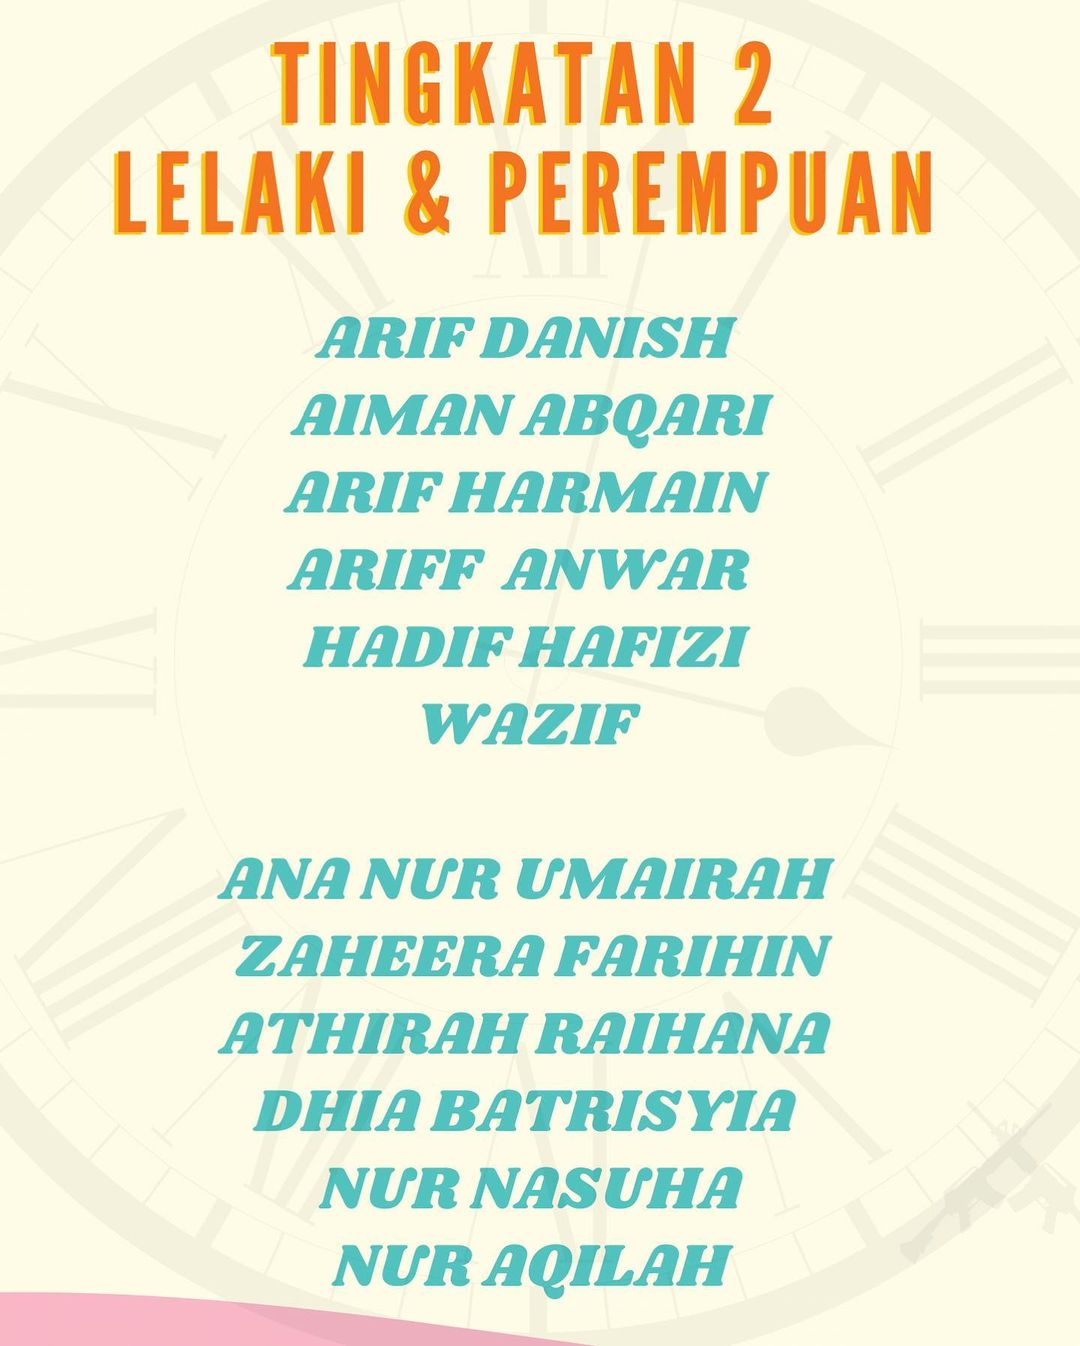 TINGKATAN 2
LELAKI & PEREMPUAN
ARIF DANISH
AIMAN ABQARI
ARIF HARMAIN
ARIFF ANWAR
HADIF HAFIZI
WAZIF
ANA NUR UMAIRAH
ZAHEERA FARIHIN
ATHIRAH RAIHANA
DHIA BATRISYIA
NUR NASUHA
NUR AQILAH